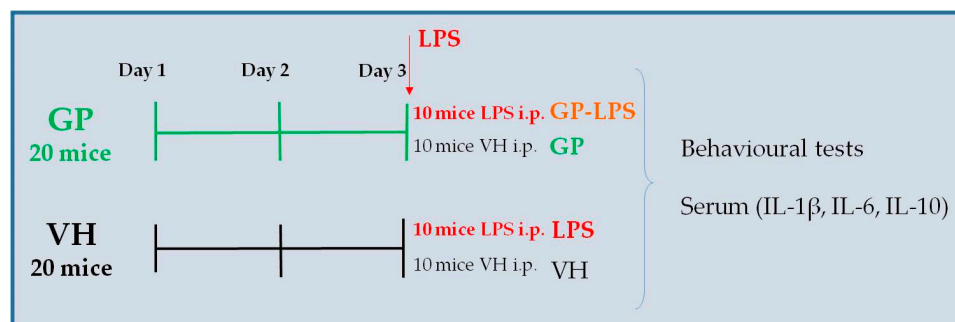 LPS
Day 1 Day 2 Day 3
GP
20 mice
10 mice LPS i.p. GP-LPS
10 mice VH i.p. GP
Behavioural tests
Serum (IL-1β, IL-6, IL-10)
VH
20 mice
10 mice LPS i.p. LPS
10 mice VH i.p. VH